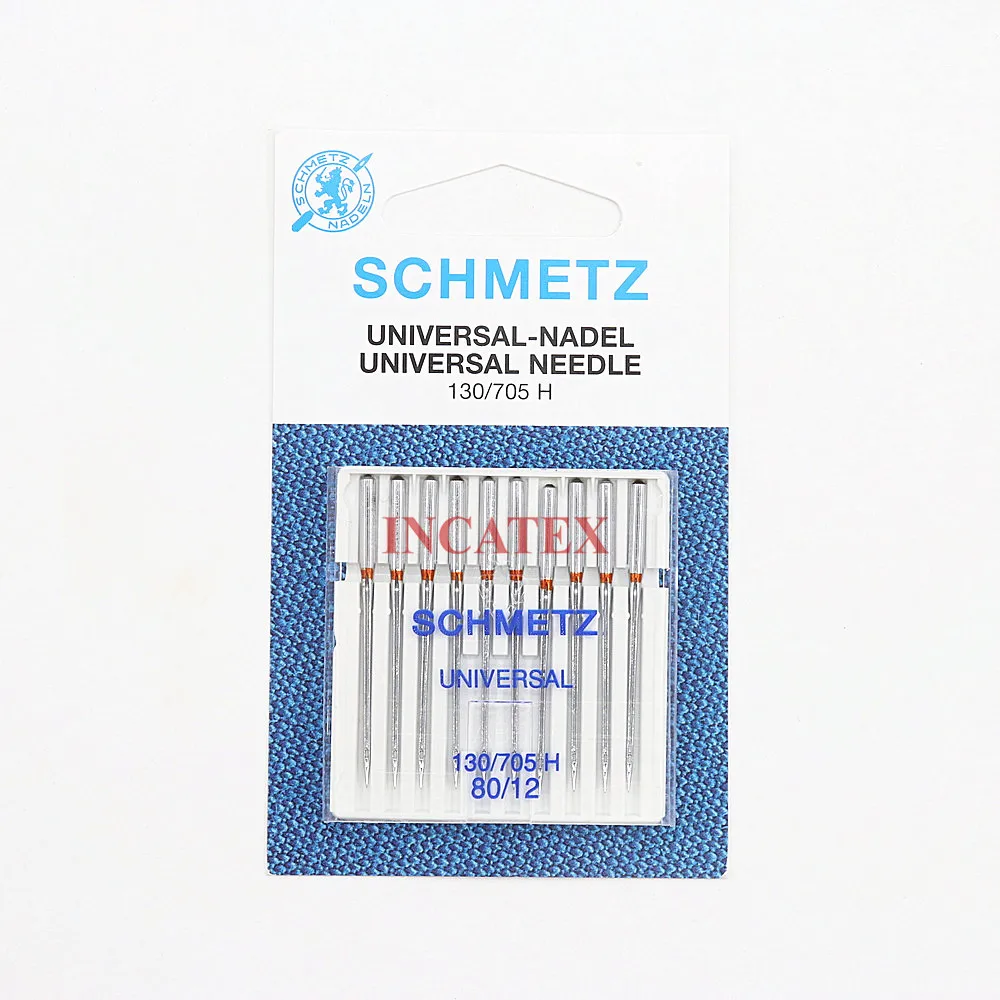 SCHMETZ
NADELN
SCHMETZ
UNIVERSAL-NADEL
UNIVERSAL NEEDLE
130/705 H
INCATEX
SCHMETZ
UNIVERSAL
130/705 H
80/12